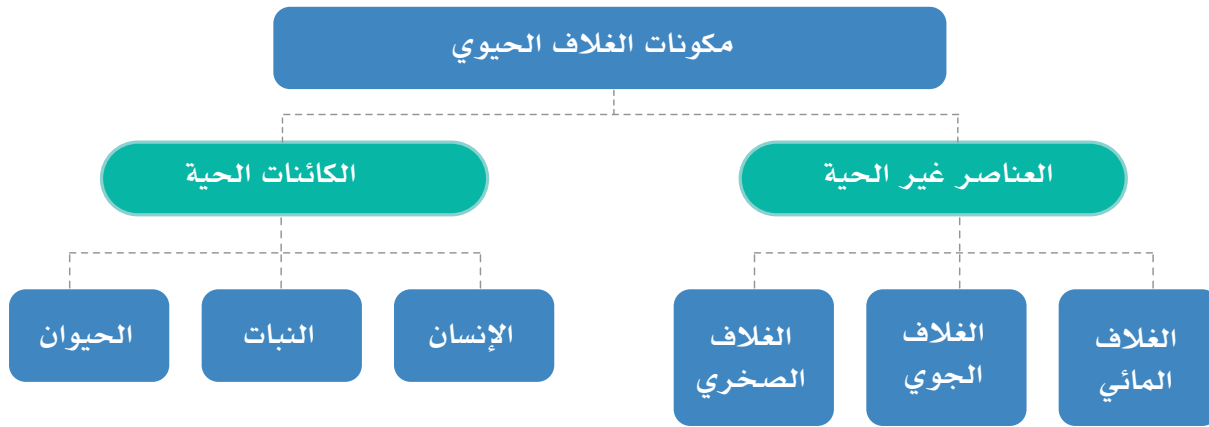 مكونات الغلاف الحيوي
العناصر غير الحية
الكائنات الحية
الغلاف
المائي
الغلاف
الجوي
الغلاف
الصخري
الإنسان
النبات
الحيوان